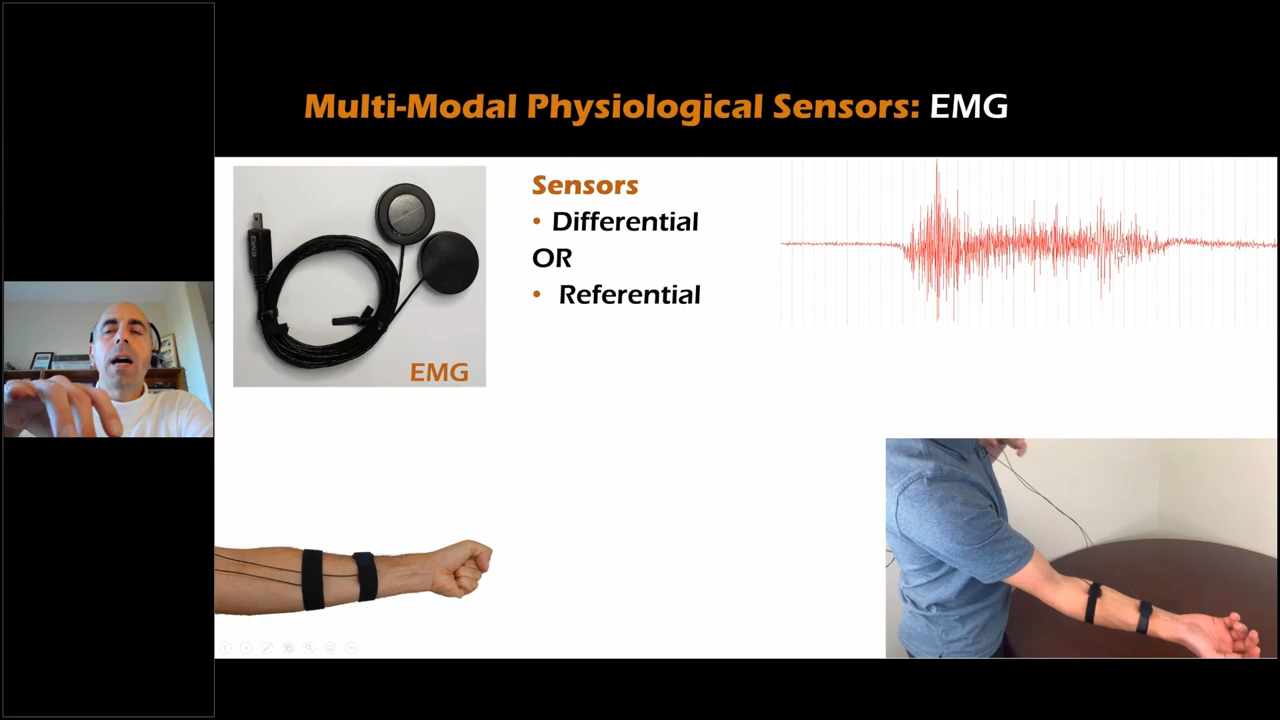 Multi-Modal Physiological Sensors: EMG
Sensors
• Differential
OR
• Referential
EMG